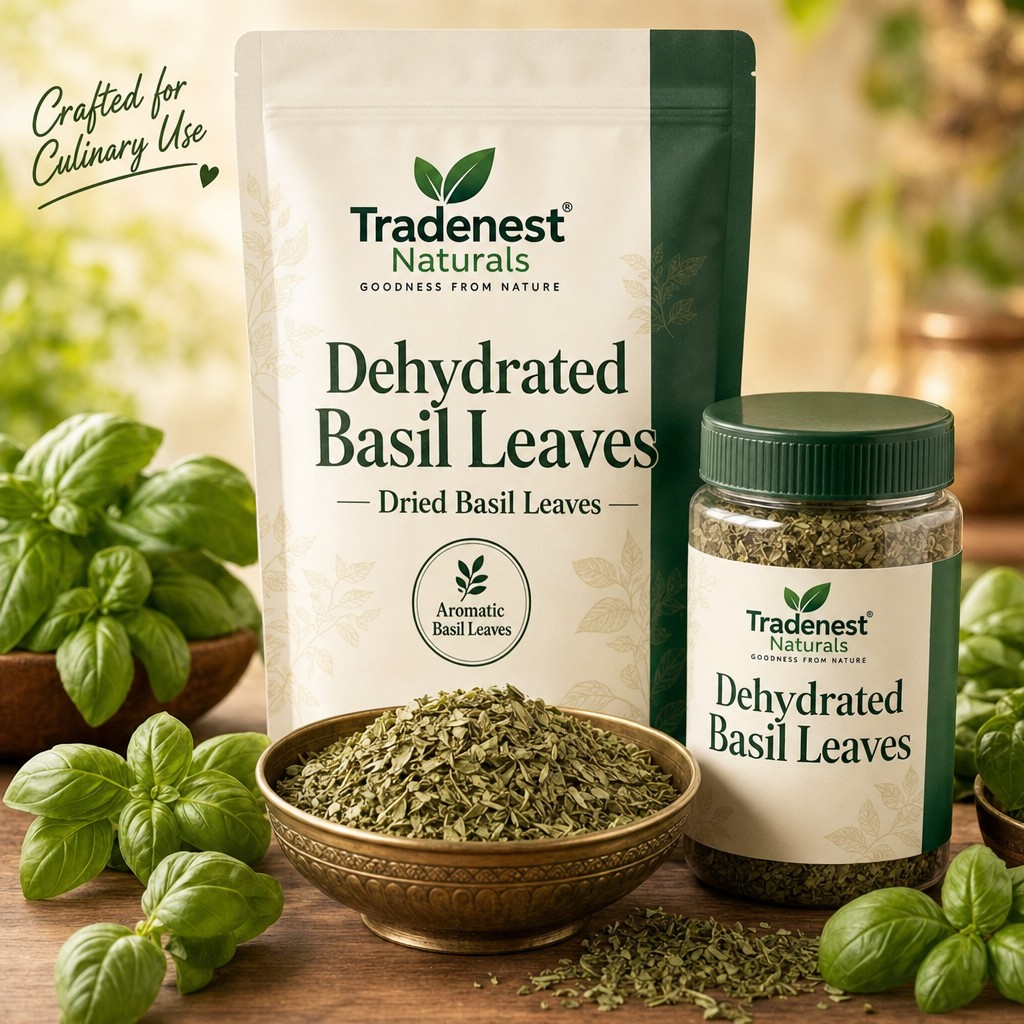 Crafted for
Culinary Use
Tradenest®
Naturals
GOODNESS FROM NATURE
Dehydrated
Basil Leaves
Dried Basil Leaves
Aromatic
Basil Leaves
Tradenest®
Naturals
GOODNESS FROM NATURE
Dehydrated
Basil Leaves